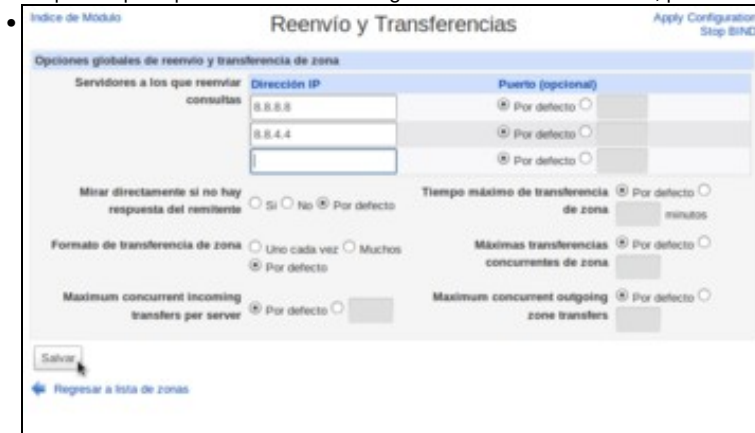 Indice de Módulo
Reenvío y Transferencias
Apply Configuration
Stop BIND
Opciones globales de reenvio y transferencia de zona
Servidores a los que reenviar consultas
Dirección IP
Puerto (opcional)
8.8.8.8
Por defecto
8.8.4.4
Por defecto
Por defecto
Mirar directamente si no hay respuesta del remitente
Si No Por defecto
Tiempo máximo de transferencia de zona
Por defecto
minutos
Formato de transferencia de zona
Uno cada vez Muchos
Por defecto
Máximas transferencias concurrentes de zona
Por defecto
Maximum concurrent incoming transfers per server
Por defecto
Maximum concurrent outgoing zone transfers
Por defecto
Salvar
Regresar a lista de zonas